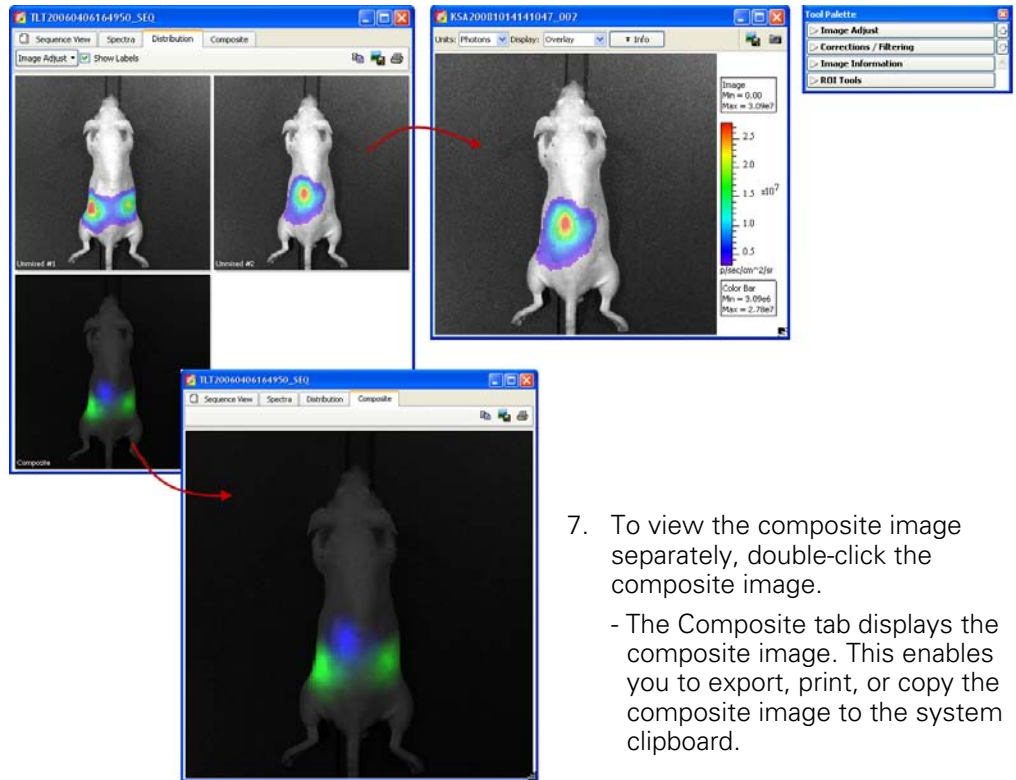 TLT20060406164950_SEQ
Sequence View Spectra Distribution Composite
Image Adjust Show Labels
Unmixed #1
Unmixed #2
Composite
KSA20081014141047_002
Units: Photons Display: Overlay Info
Image
Min = 0.00
Max = 3.09e7
2.5
2.0
1.5 x10^7
1.0
0.5
p/sec/cm^2/sr
Color Bar
Min = 3.09e6
Max = 2.78e7
Tool Palette
Image Adjust
Corrections / Filtering
Image Information
ROI Tools
TLT20060406164950_SEQ
Sequence View Spectra Distribution Composite
7. To view the composite image
separately, double-click the
composite image.
- The Composite tab displays the
composite image. This enables
you to export, print, or copy the
composite image to the system
clipboard.